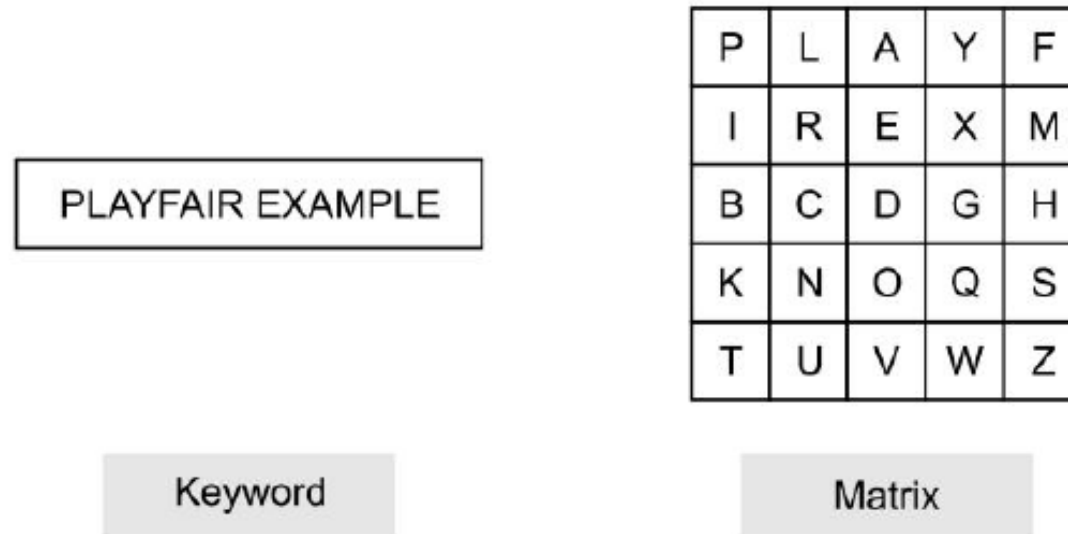 PLAYFAIR EXAMPLE
P L A Y F
I R E X M
B C D G H
K N O Q S
T U V W Z
Keyword
Matrix